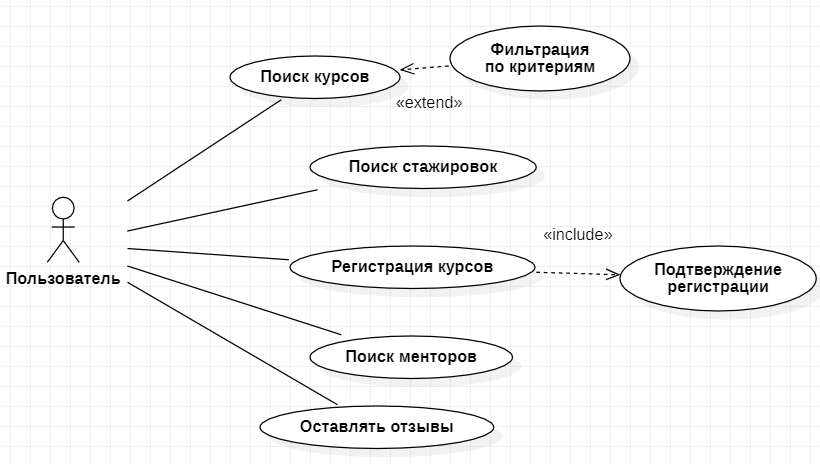 Фильтрация
по критериям
Поиск курсов
«extend»
Поиск стажировок
«include»
Регистрация курсов
Подтверждение
регистрации
Пользователь
Поиск менторов
Оставлять отзывы